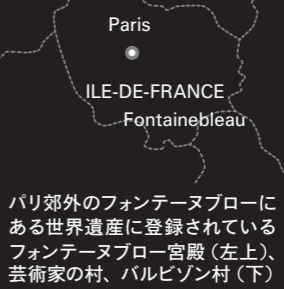 Paris
ILE-DE-FRANCE
Fontainebleau
パリ郊外のフォンテーヌブローに
ある世界遺産に登録されている
フォンテーヌブロー宮殿（左上）、
芸術家の村、バルビゾン村（下）